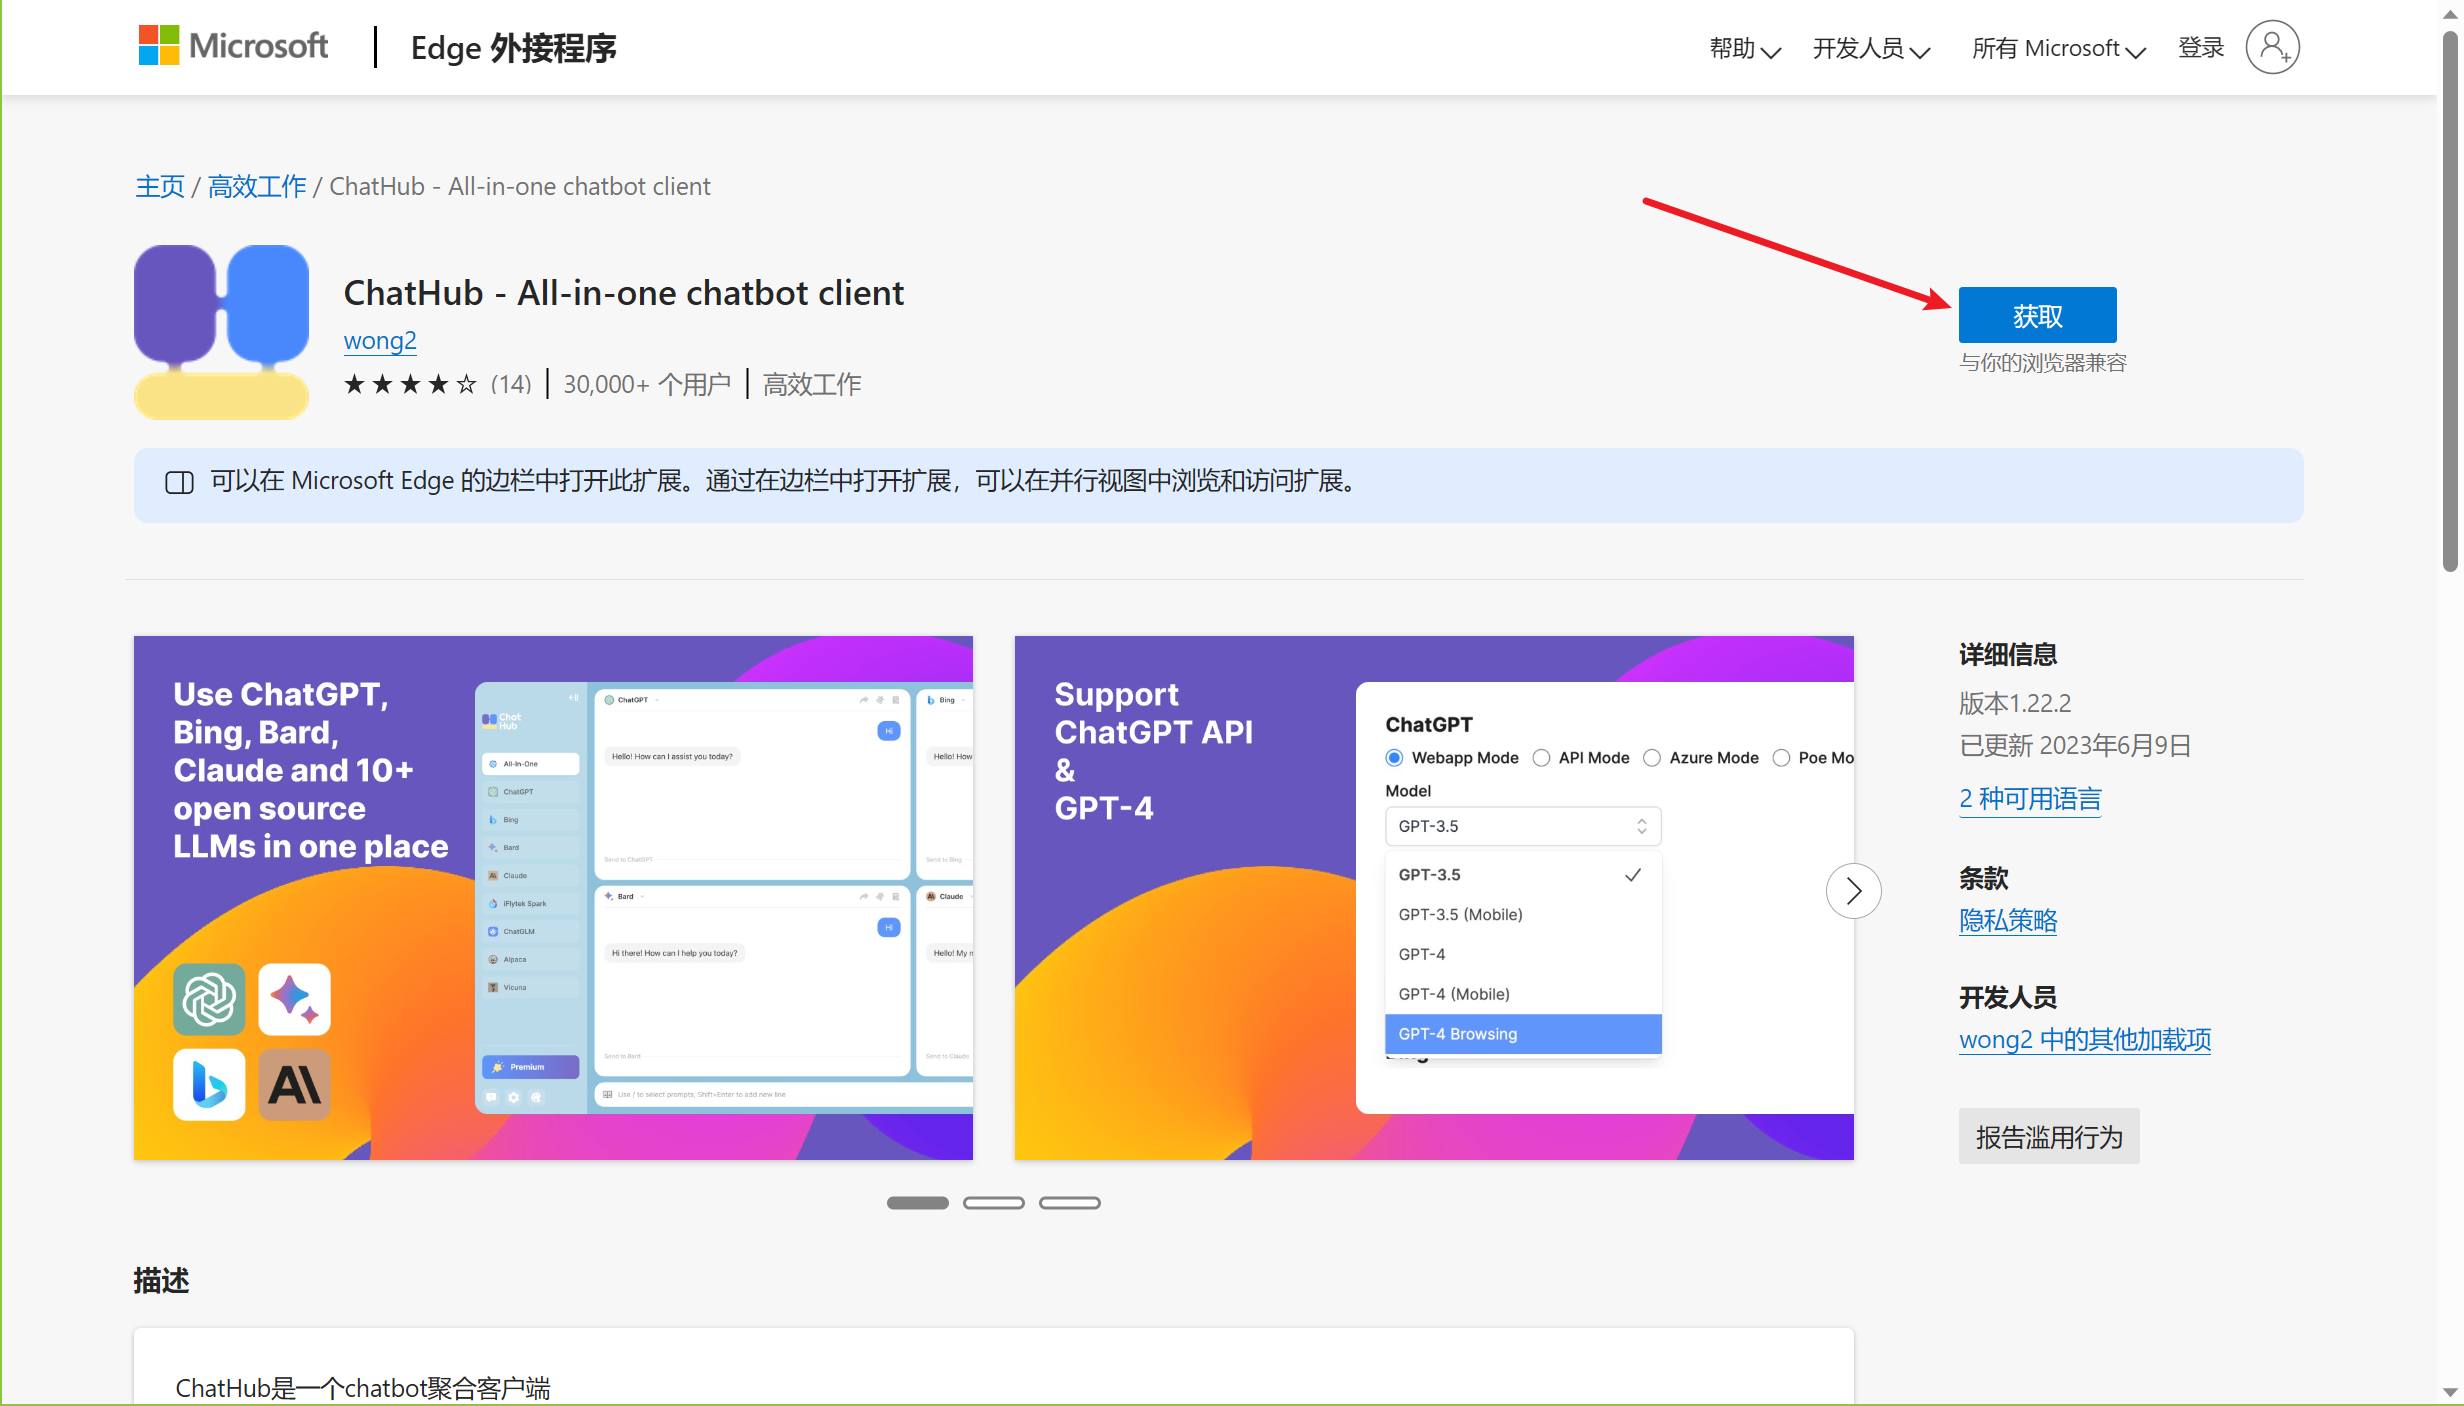 Microsoft
Edge 外接程序
帮助
开发人员
所有 Microsoft
登录
主页 / 高效工作 / ChatHub - All-in-one chatbot client
ChatHub - All-in-one chatbot client
wong2
(14)
30,000+ 个用户
高效工作
获取
与你的浏览器兼容
可以在 Microsoft Edge 的边栏中打开此扩展。通过在边栏中打开扩展，可以在并行视图中浏览和访问扩展。
Use ChatGPT,
Bing, Bard,
Claude and 10+
open source
LLMs in one place
Chat
Hub
All-In-One
ChatGPT
Bing
Bard
Claude
iFlytek Spark
ChatGLM
Alpaca
Vicuna
Premium
ChatGPT
Hi
Hello! How can I assist you today?
Send to ChatGPT
Bing
Hello! How
Send to Bing
Bard
Hi
Hi there! How can I help you today?
Send to Bard
Claude
Hello! My n
Send to Claude
Use / to select prompts, Shift+Enter to add new line
Support
ChatGPT API
&
GPT-4
ChatGPT
Webapp Mode
API Mode
Azure Mode
Poe Mo
Model
GPT-3.5
GPT-3.5
GPT-3.5 (Mobile)
GPT-4
GPT-4 (Mobile)
GPT-4 Browsing
详细信息
版本1.22.2
已更新 2023年6月9日
2 种可用语言
条款
隐私策略
开发人员
wong2 中的其他加载项
报告滥用行为
描述
ChatHub是一个chatbot聚合客户端